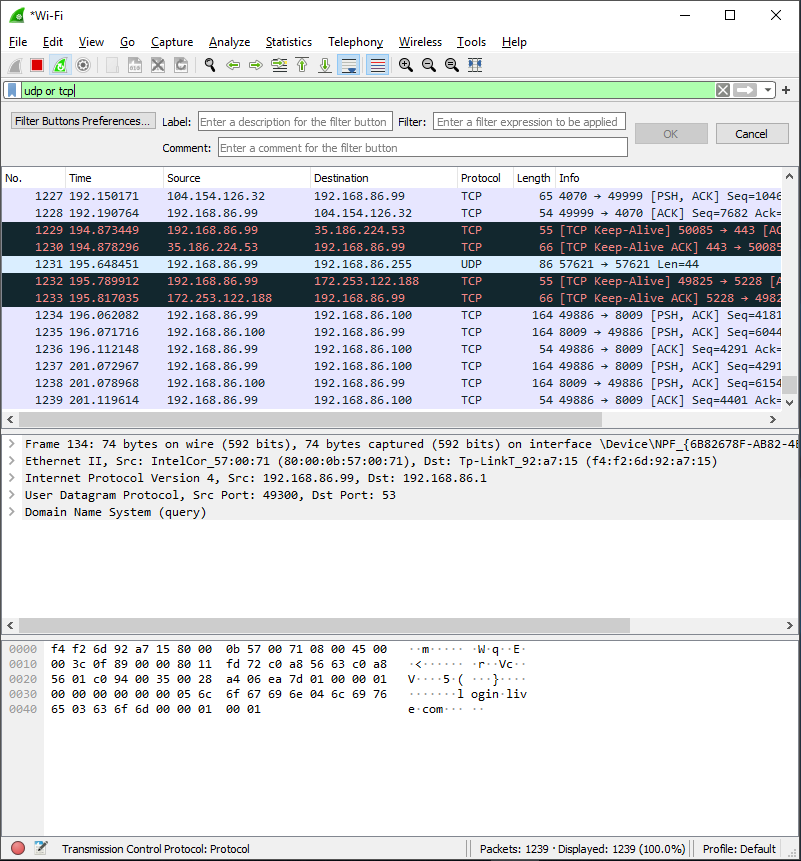 *Wi-Fi
File Edit View Go Capture Analyze Statistics Telephony Wireless Tools Help
udp or tcp
Filter Buttons Preferences... Label: Enter a description for the filter button Filter: Enter a filter expression to be applied
OK Cancel
Comment: Enter a comment for the filter button
No. Time Source Destination Protocol Length Info
1227 192.150171 104.154.126.32 192.168.86.99 TCP 65 4070 → 49999 [PSH, ACK] Seq=1046
1228 192.190764 192.168.86.99 104.154.126.32 TCP 54 49999 → 4070 [ACK] Seq=7682 Ack=
1229 194.873449 192.168.86.99 35.186.224.53 TCP 55 [TCP Keep-Alive] 50085 → 443 [AC
1230 194.878296 35.186.224.53 192.168.86.99 TCP 66 [TCP Keep-Alive ACK] 443 → 50085
1231 195.648451 192.168.86.99 192.168.86.255 UDP 86 57621 → 57621 Len=44
1232 195.789912 192.168.86.99 172.253.122.188 TCP 55 [TCP Keep-Alive] 49825 → 5228 [A
1233 195.817035 172.253.122.188 192.168.86.99 TCP 66 [TCP Keep-Alive ACK] 5228 → 4982
1234 196.062082 192.168.86.99 192.168.86.100 TCP 164 49886 → 8009 [PSH, ACK] Seq=4181
1235 196.071716 192.168.86.100 192.168.86.99 TCP 164 8009 → 49886 [PSH, ACK] Seq=6044
1236 196.112148 192.168.86.99 192.168.86.100 TCP 54 49886 → 8009 [ACK] Seq=4291 Ack=
1237 201.072967 192.168.86.99 192.168.86.100 TCP 164 49886 → 8009 [PSH, ACK] Seq=4291
1238 201.078968 192.168.86.100 192.168.86.99 TCP 164 8009 → 49886 [PSH, ACK] Seq=6154
1239 201.119614 192.168.86.99 192.168.86.100 TCP 54 49886 → 8009 [ACK] Seq=4401 Ack=
Frame 134: 74 bytes on wire (592 bits), 74 bytes captured (592 bits) on interface \Device\NPF_{6B82678F-AB82-4E
Ethernet II, Src: IntelCor_57:00:71 (80:00:0b:57:00:71), Dst: Tp-LinkT_92:a7:15 (f4:f2:6d:92:a7:15)
Internet Protocol Version 4, Src: 192.168.86.99, Dst: 192.168.86.1
User Datagram Protocol, Src Port: 49300, Dst Port: 53
Domain Name System (query)
0000 f4 f2 6d 92 a7 15 80 00 0b 57 00 71 08 00 45 00 ··m····· ·W·q··E·
0010 00 3c 0f 89 00 00 80 11 fd 72 c0 a8 56 63 c0 a8 ·<······ ·r··Vc··
0020 56 01 c0 94 00 35 00 28 a4 06 ea 7d 01 00 00 01 V····5·( ···}····
0030 00 00 00 00 00 00 05 6c 6f 67 69 6e 04 6c 69 76 ·······l ogin·liv
0040 65 03 63 6f 6d 00 00 01 00 01 e·com··· ··
Transmission Control Protocol: Protocol Packets: 1239 · Displayed: 1239 (100.0%) Profile: Default